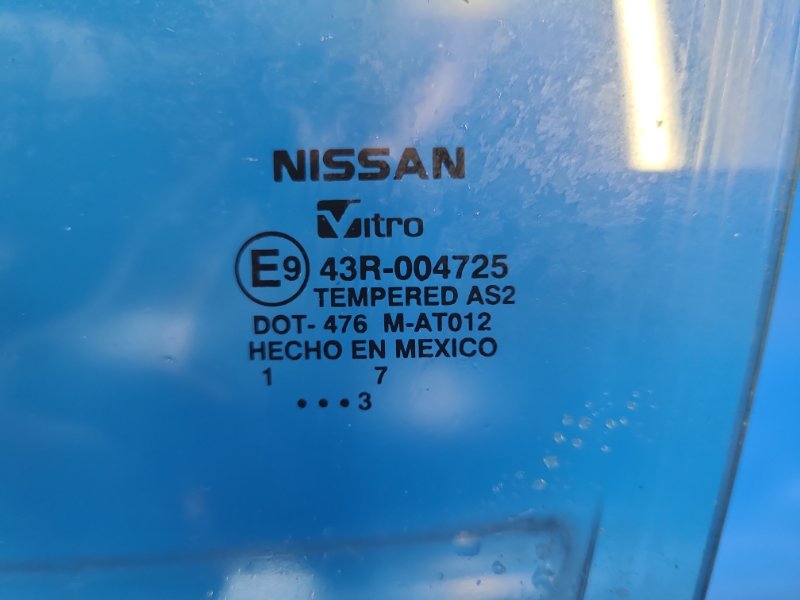 NISSAN
Vitro
E9 43R-004725
TEMPERED AS2
DOT- 476 M-AT012
HECHO EN MEXICO
1 7
•••3